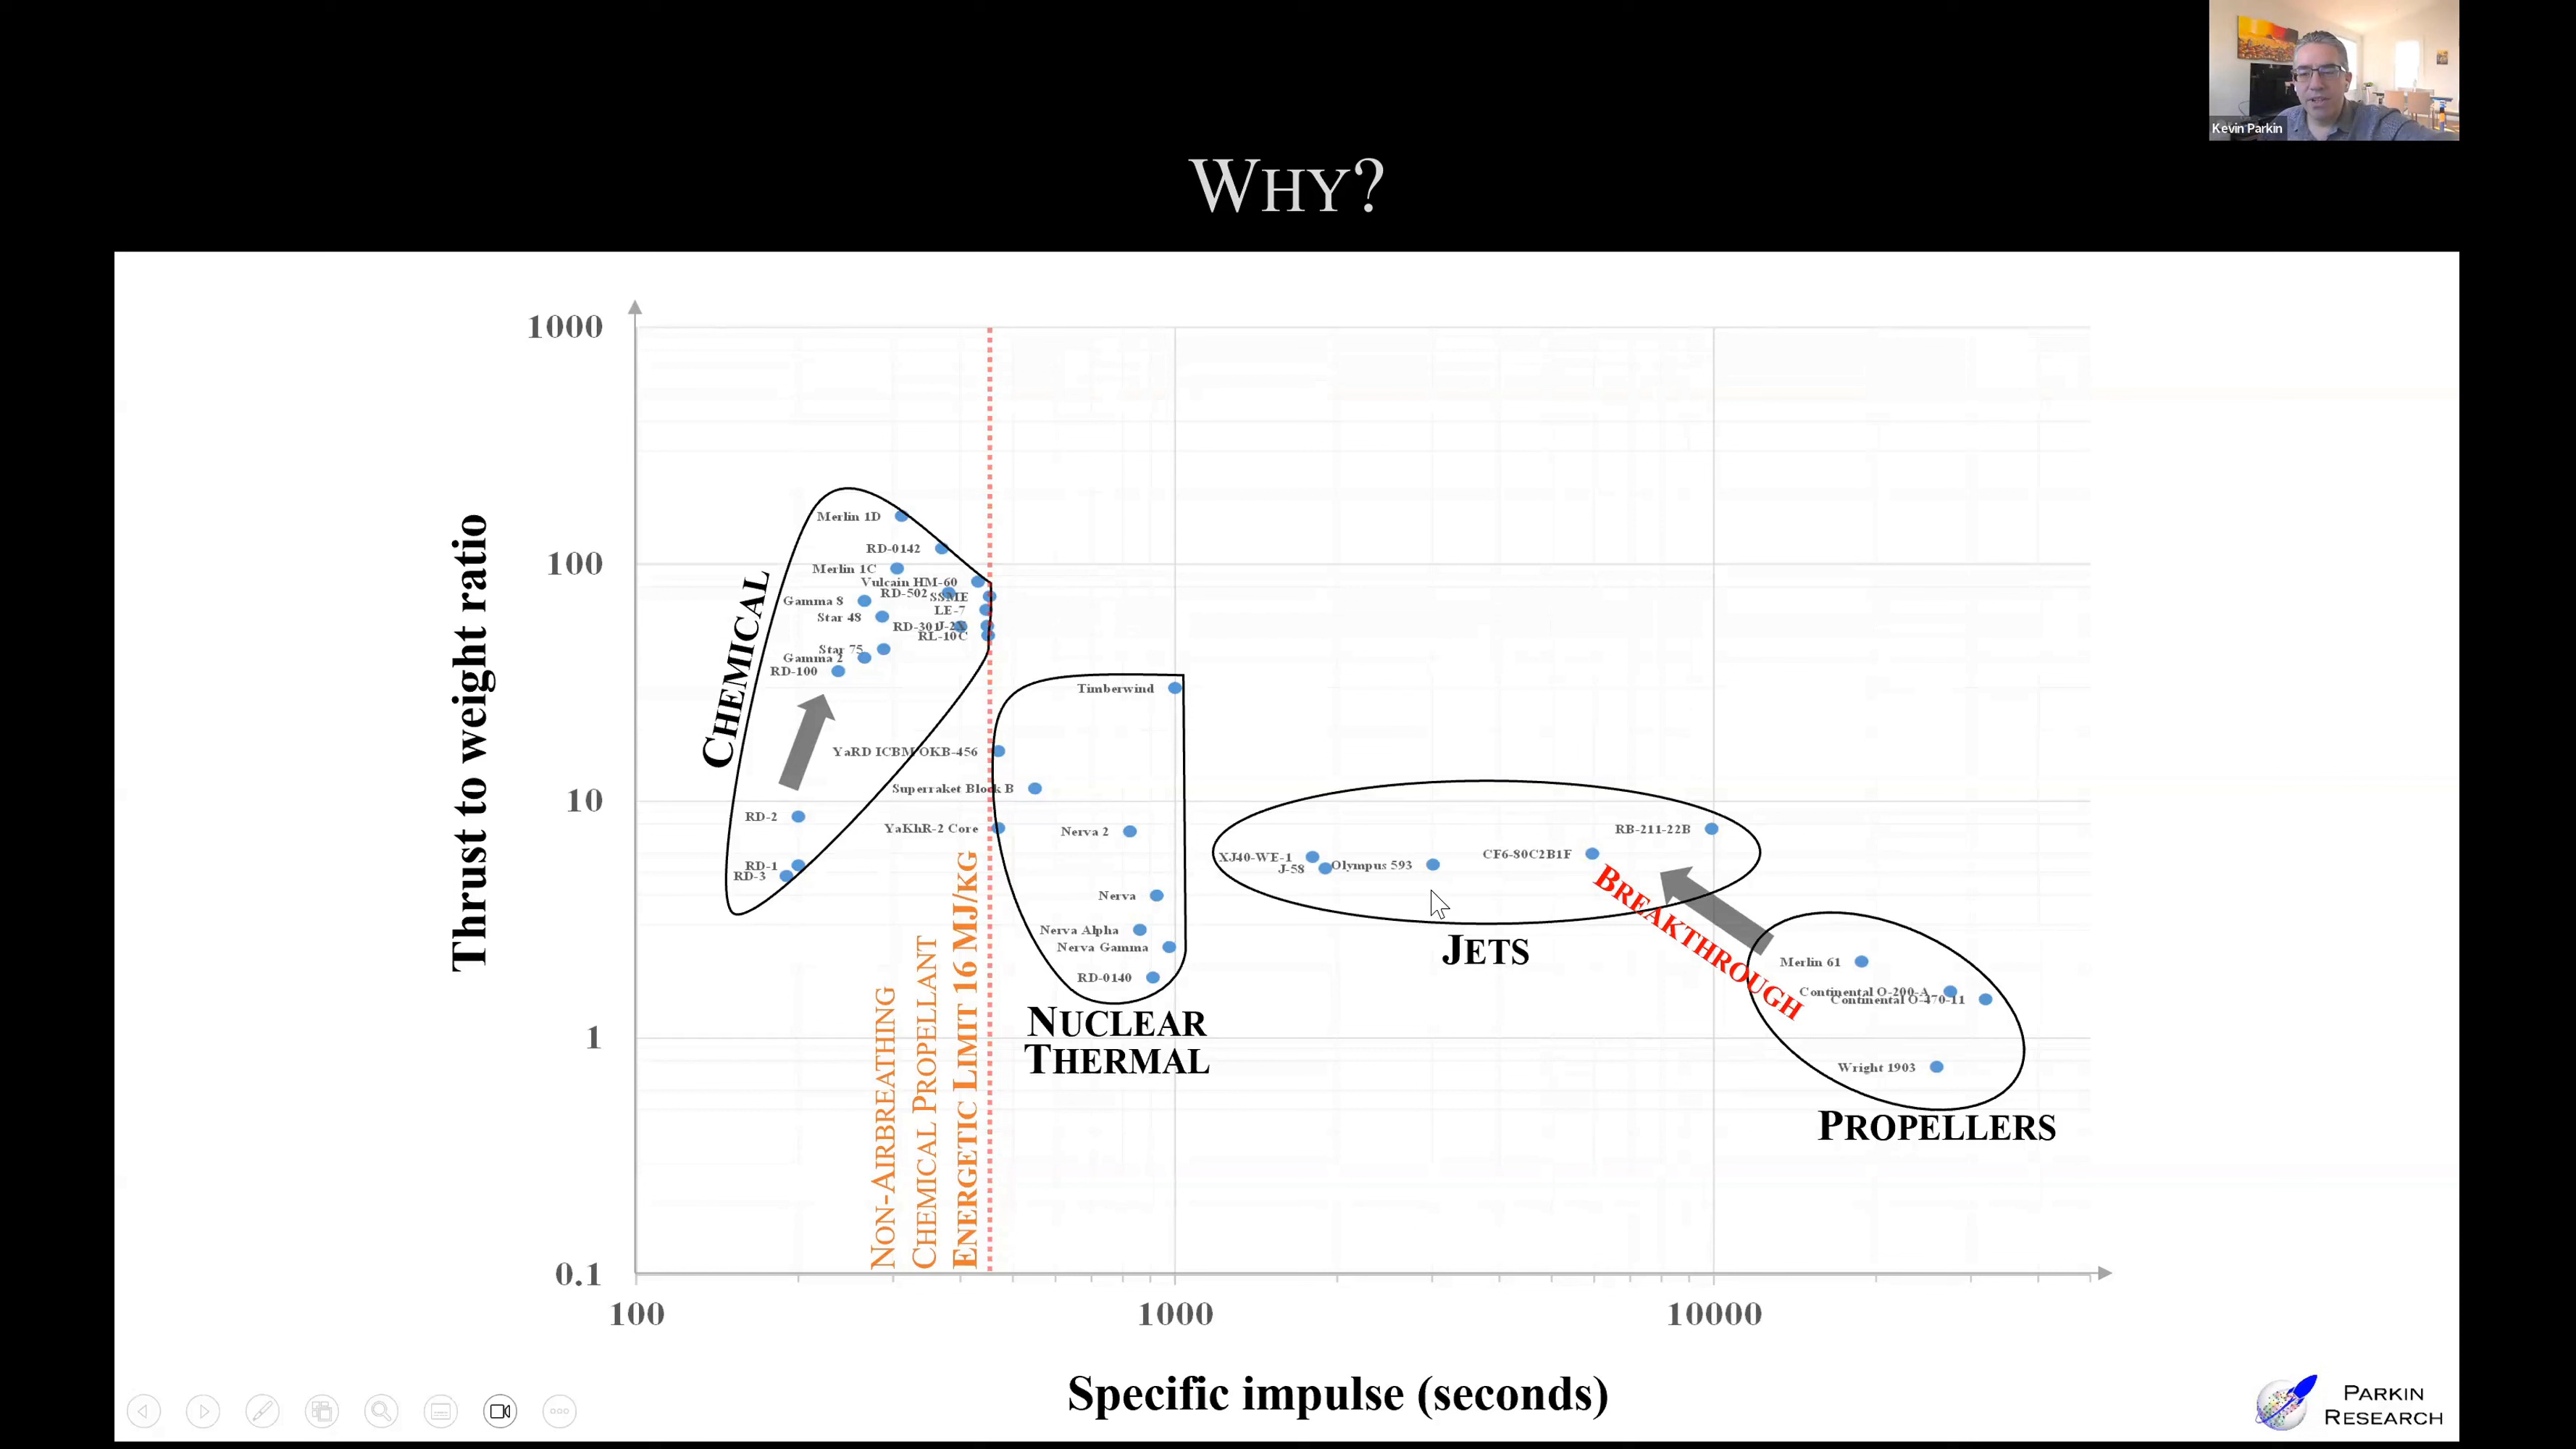 Kevin Parkin
WHY?
1000
100
10
1
0.1
Thrust to weight ratio
CHEMICAL
Merlin 1D
RD-0142
Merlin 1C
Vulcain HM-60
RD-502
SSME
Gamma 8
LE-7
Star 48
RD-301
J-2X
RL-10C
Star 75
Gamma 2
RD-100
RD-2
RD-1
RD-3
YaRD ICBM OKB-456
Superraket Block B
YaKhR-2 Core
Timberwind
Nerva 2
Nerva
Nerva Alpha
Nerva Gamma
RD-0140
NUCLEAR
THERMAL
NON-AIRBREATHING
CHEMICAL PROPELLANT
ENERGETIC LIMIT 16 MJ/KG
XJ40-WE-1
J-58
Olympus 593
CF6-80C2B1F
RB-211-22B
JETS
BREAKTHROUGH
Merlin 61
Continental O-200-A
Continental O-470-11
Wright 1903
PROPELLERS
100
1000
10000
Specific impulse (seconds)
PARKIN
RESEARCH